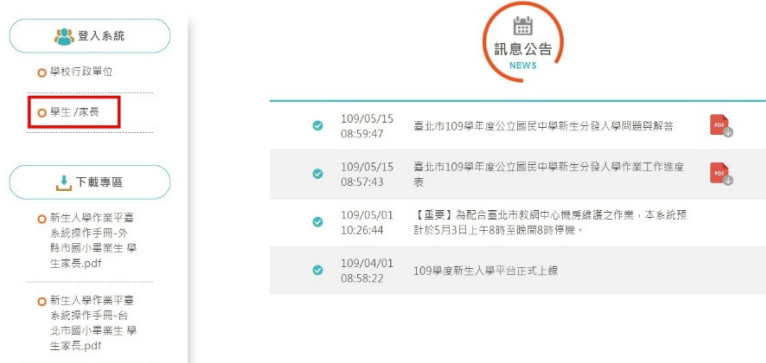 登入系統
學校行政單位
學生/家長
下載專區
新生入學作業平臺
系統操作手冊-外
縣市國小畢業生 學
生家長.pdf
新生入學作業平臺
系統操作手冊-台
北市國小畢業生 學
生家長.pdf
訊息公告
NEWS
109/05/15
08:59:47
臺北市109學年度公立國民中學新生分發入學問題與解答
PDF
109/05/15
08:57:43
臺北市109學年度公立國民中學新生分發入學作業工作進度
表
PDF
109/05/01
10:26:44
【重要】為配合臺北市教網中心機房維護之作業，本系統預
計於5月3日上午8時至晚間8時停機。
109/04/01
08:58:22
109學度新生入學平台正式上線